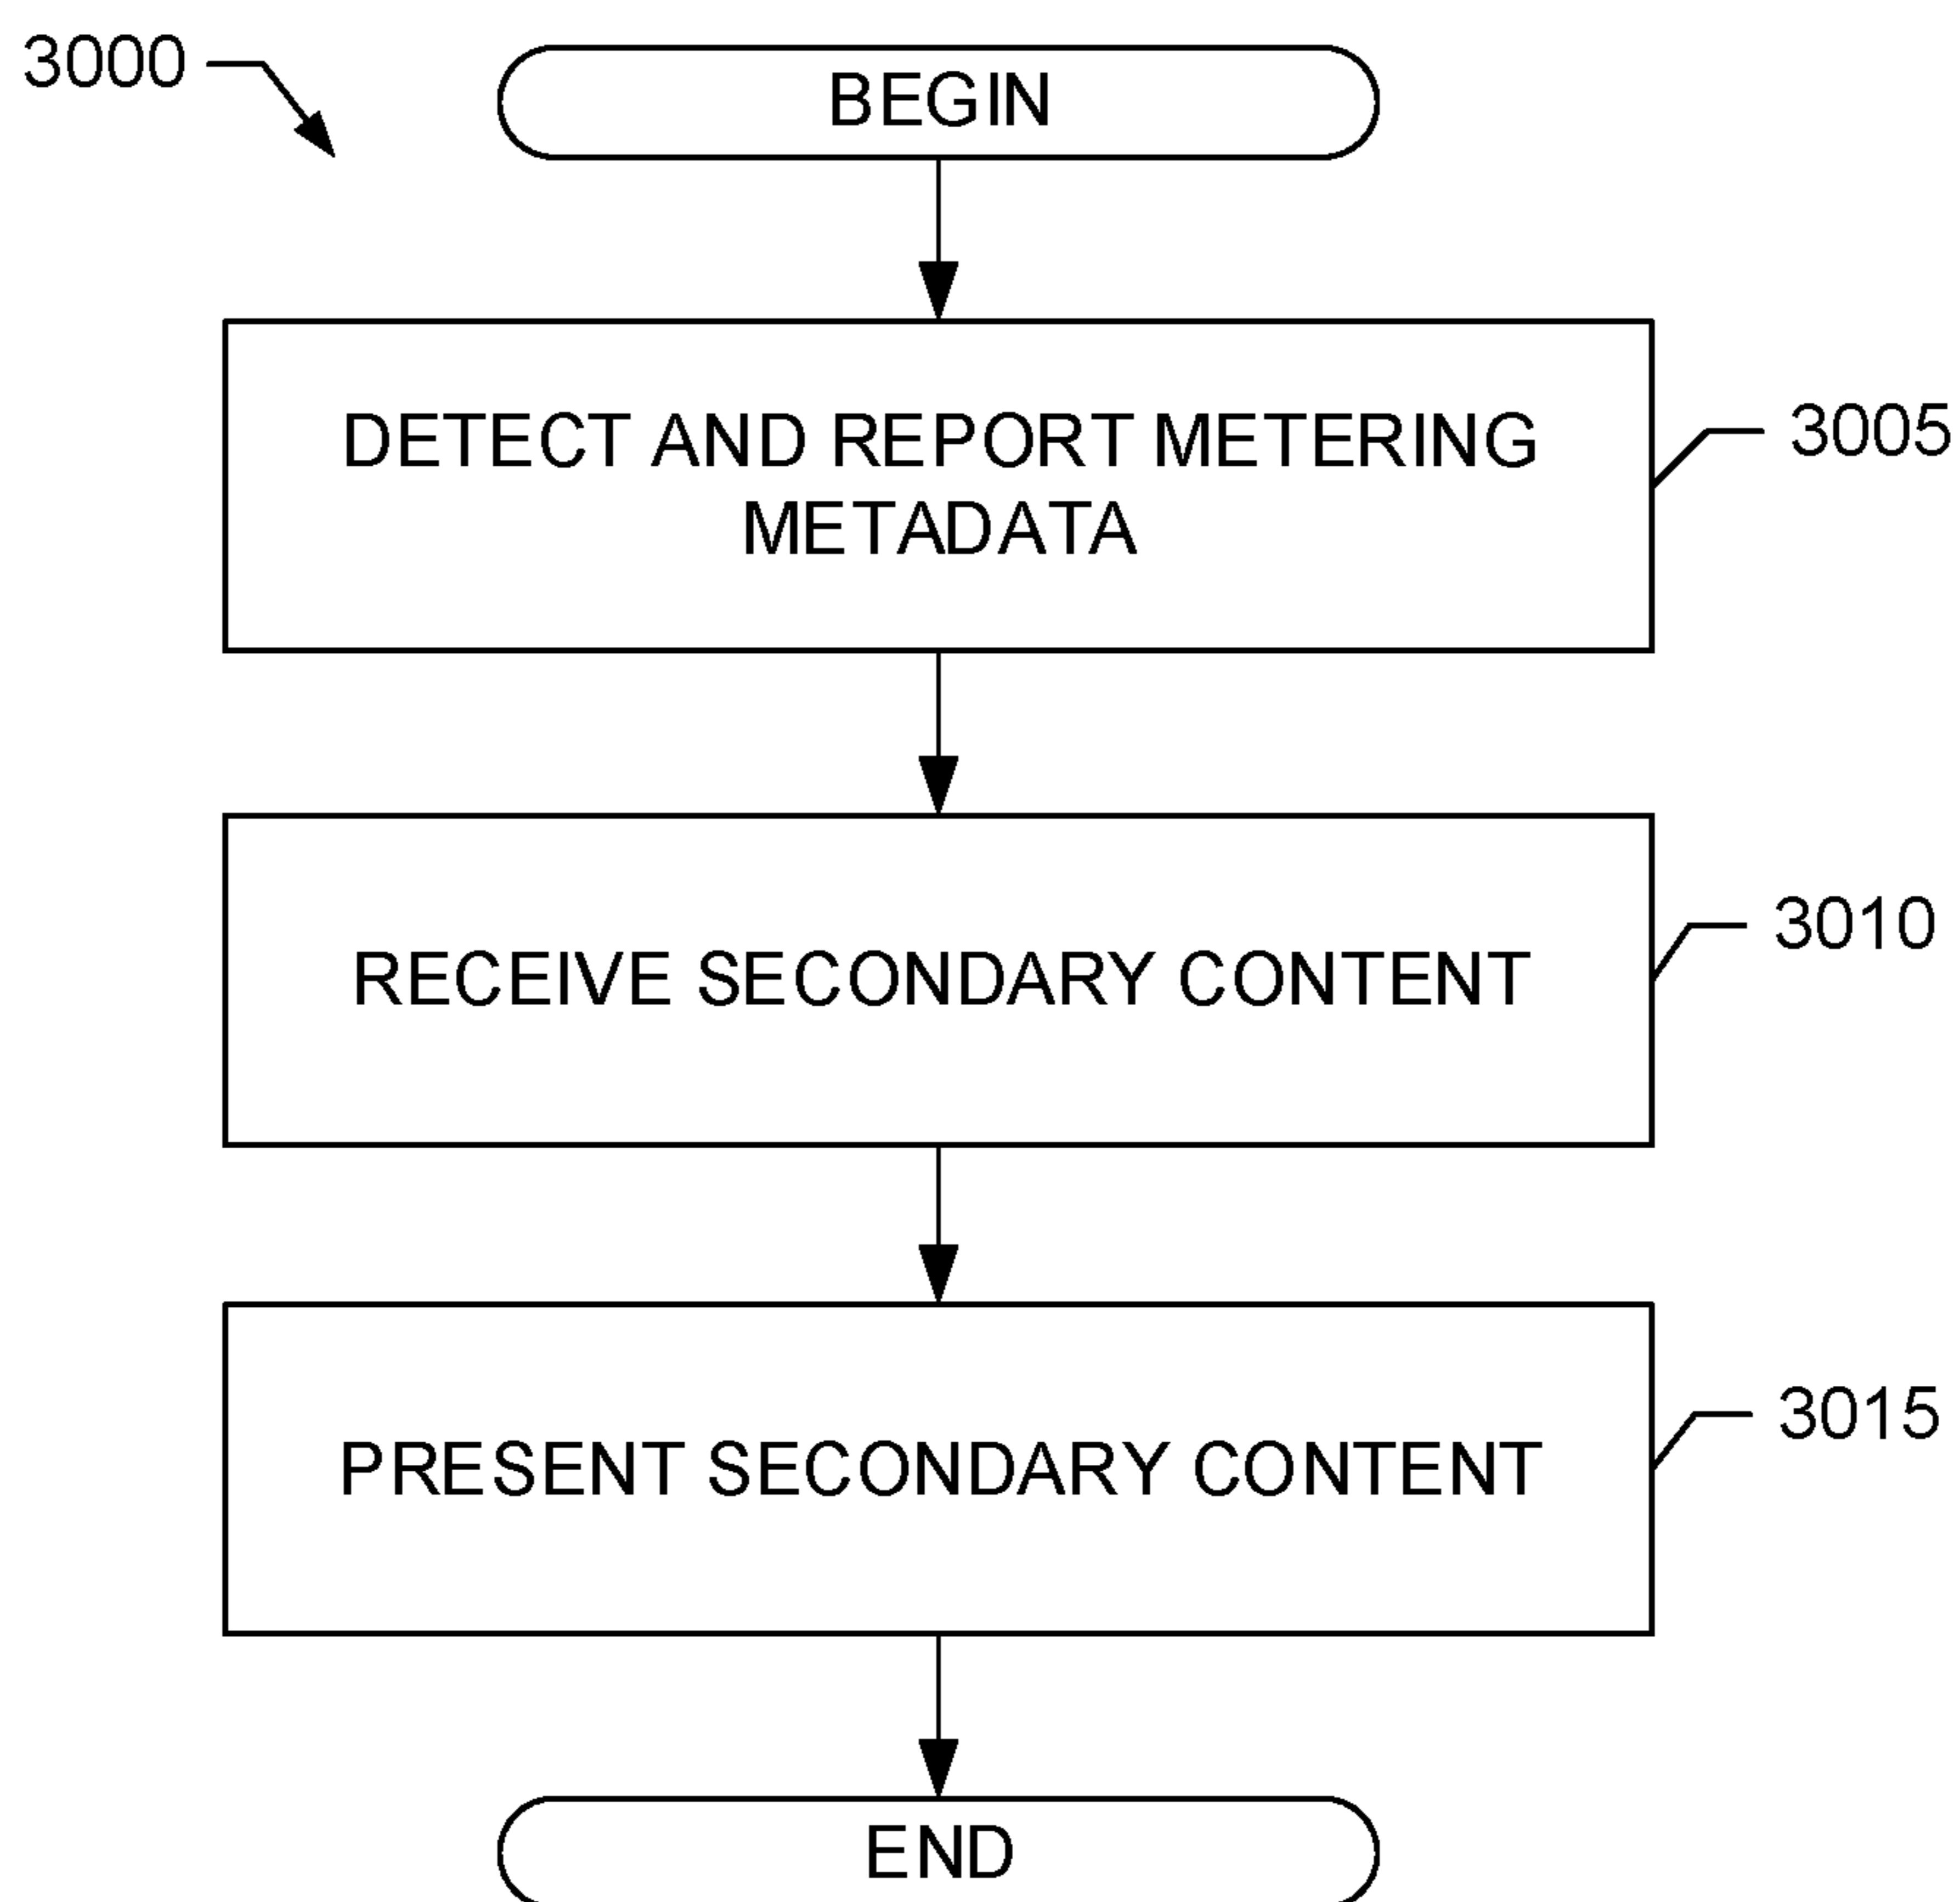 3000
BEGIN
DETECT AND REPORT METERING
METADATA
3005
RECEIVE SECONDARY CONTENT
3010
PRESENT SECONDARY CONTENT
3015
END